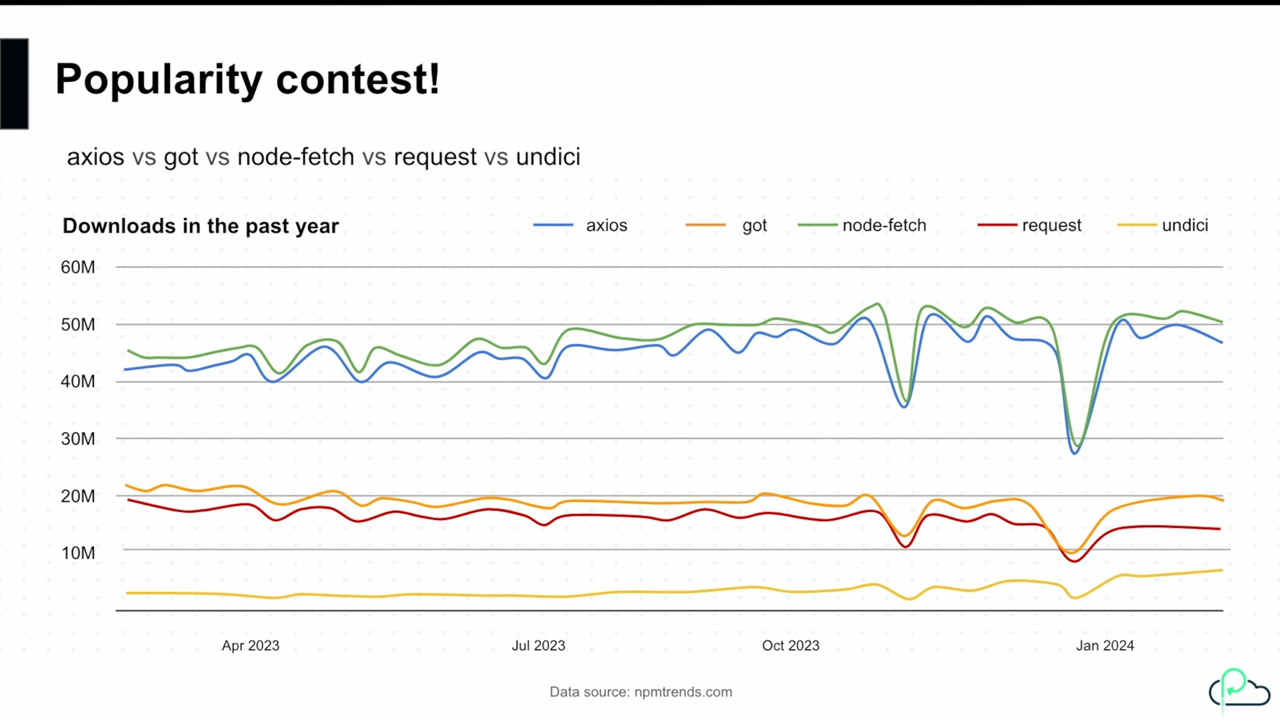 Popularity contest!
axios vs got vs node-fetch vs request vs undici
Downloads in the past year
axios got node-fetch request undici
60M
50M
40M
30M
20M
10M
Apr 2023 Jul 2023 Oct 2023 Jan 2024
Data source: npmtrends.com